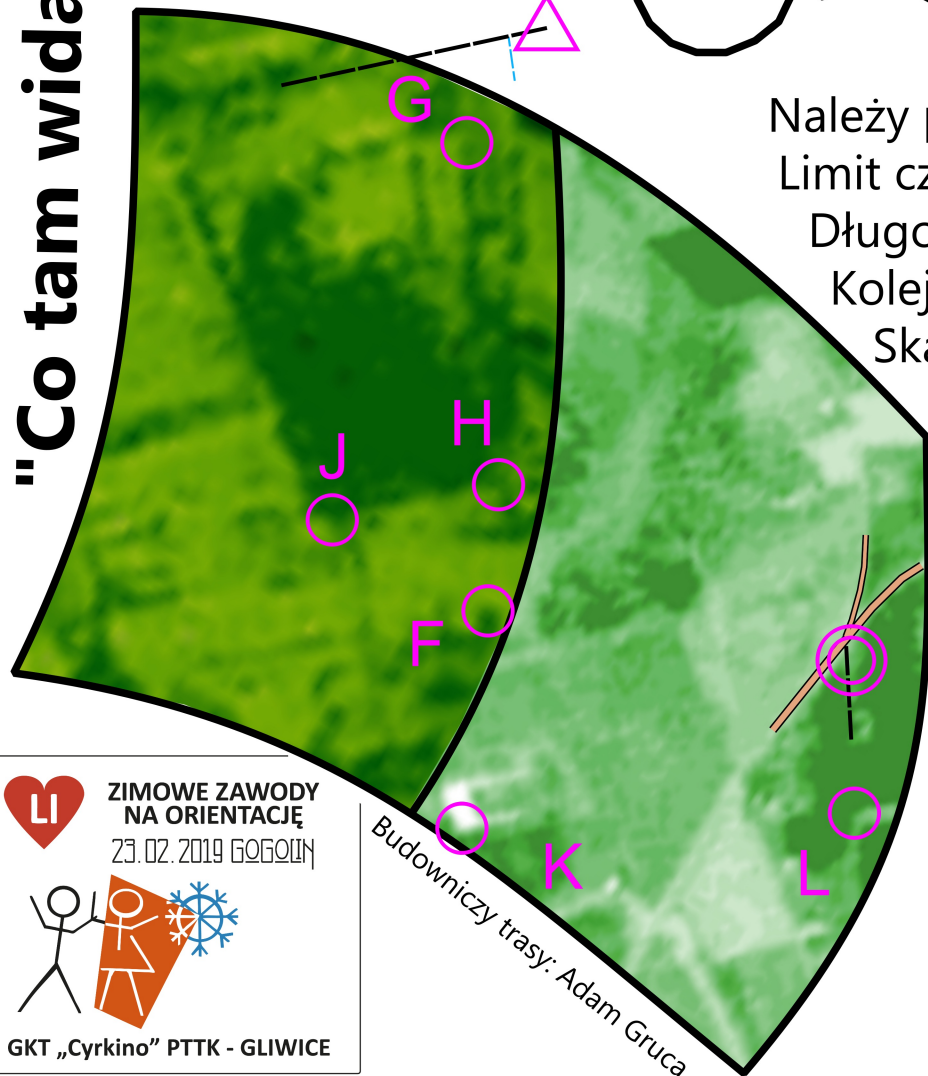 "Co tam wida
Należy p
Limit cz
Długo
Kolej
Ska
G
H
J
F
K
L
Budowniczy trasy: Adam Gruca
LI
ZIMOWE ZAWODY
NA ORIENTACJĘ
23.02.2019 GOGOLIN
GKT „Cyrkino” PTTK - GLIWICE